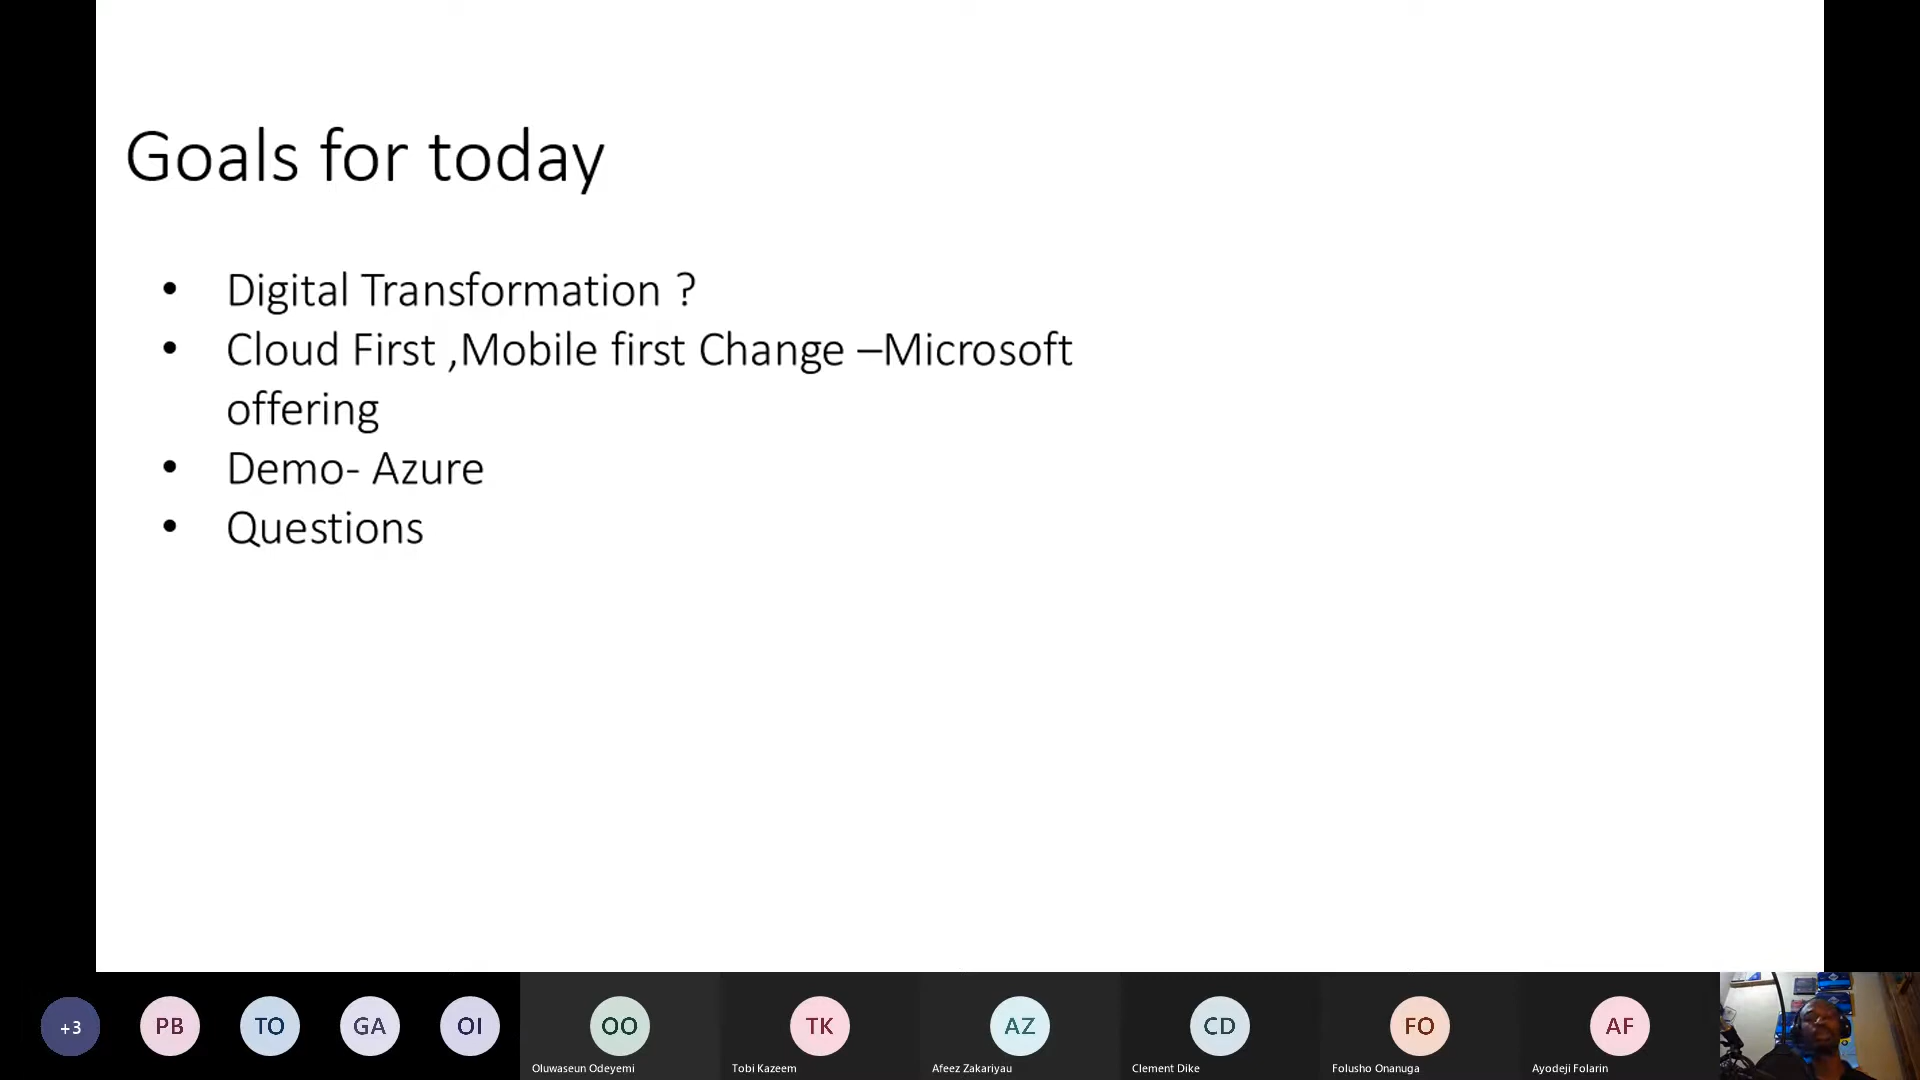 Goals for today
• Digital Transformation ?
• Cloud First ,Mobile first Change –Microsoft
offering
• Demo- Azure
• Questions
+3
PB
TO
GA
OI
OO
TK
AZ
CD
FO
AF
Oluwaseun Odeyemi
Tobi Kazeem
Afeez Zakariyau
Clement Dike
Folusho Onanuga
Ayodeji Folarin